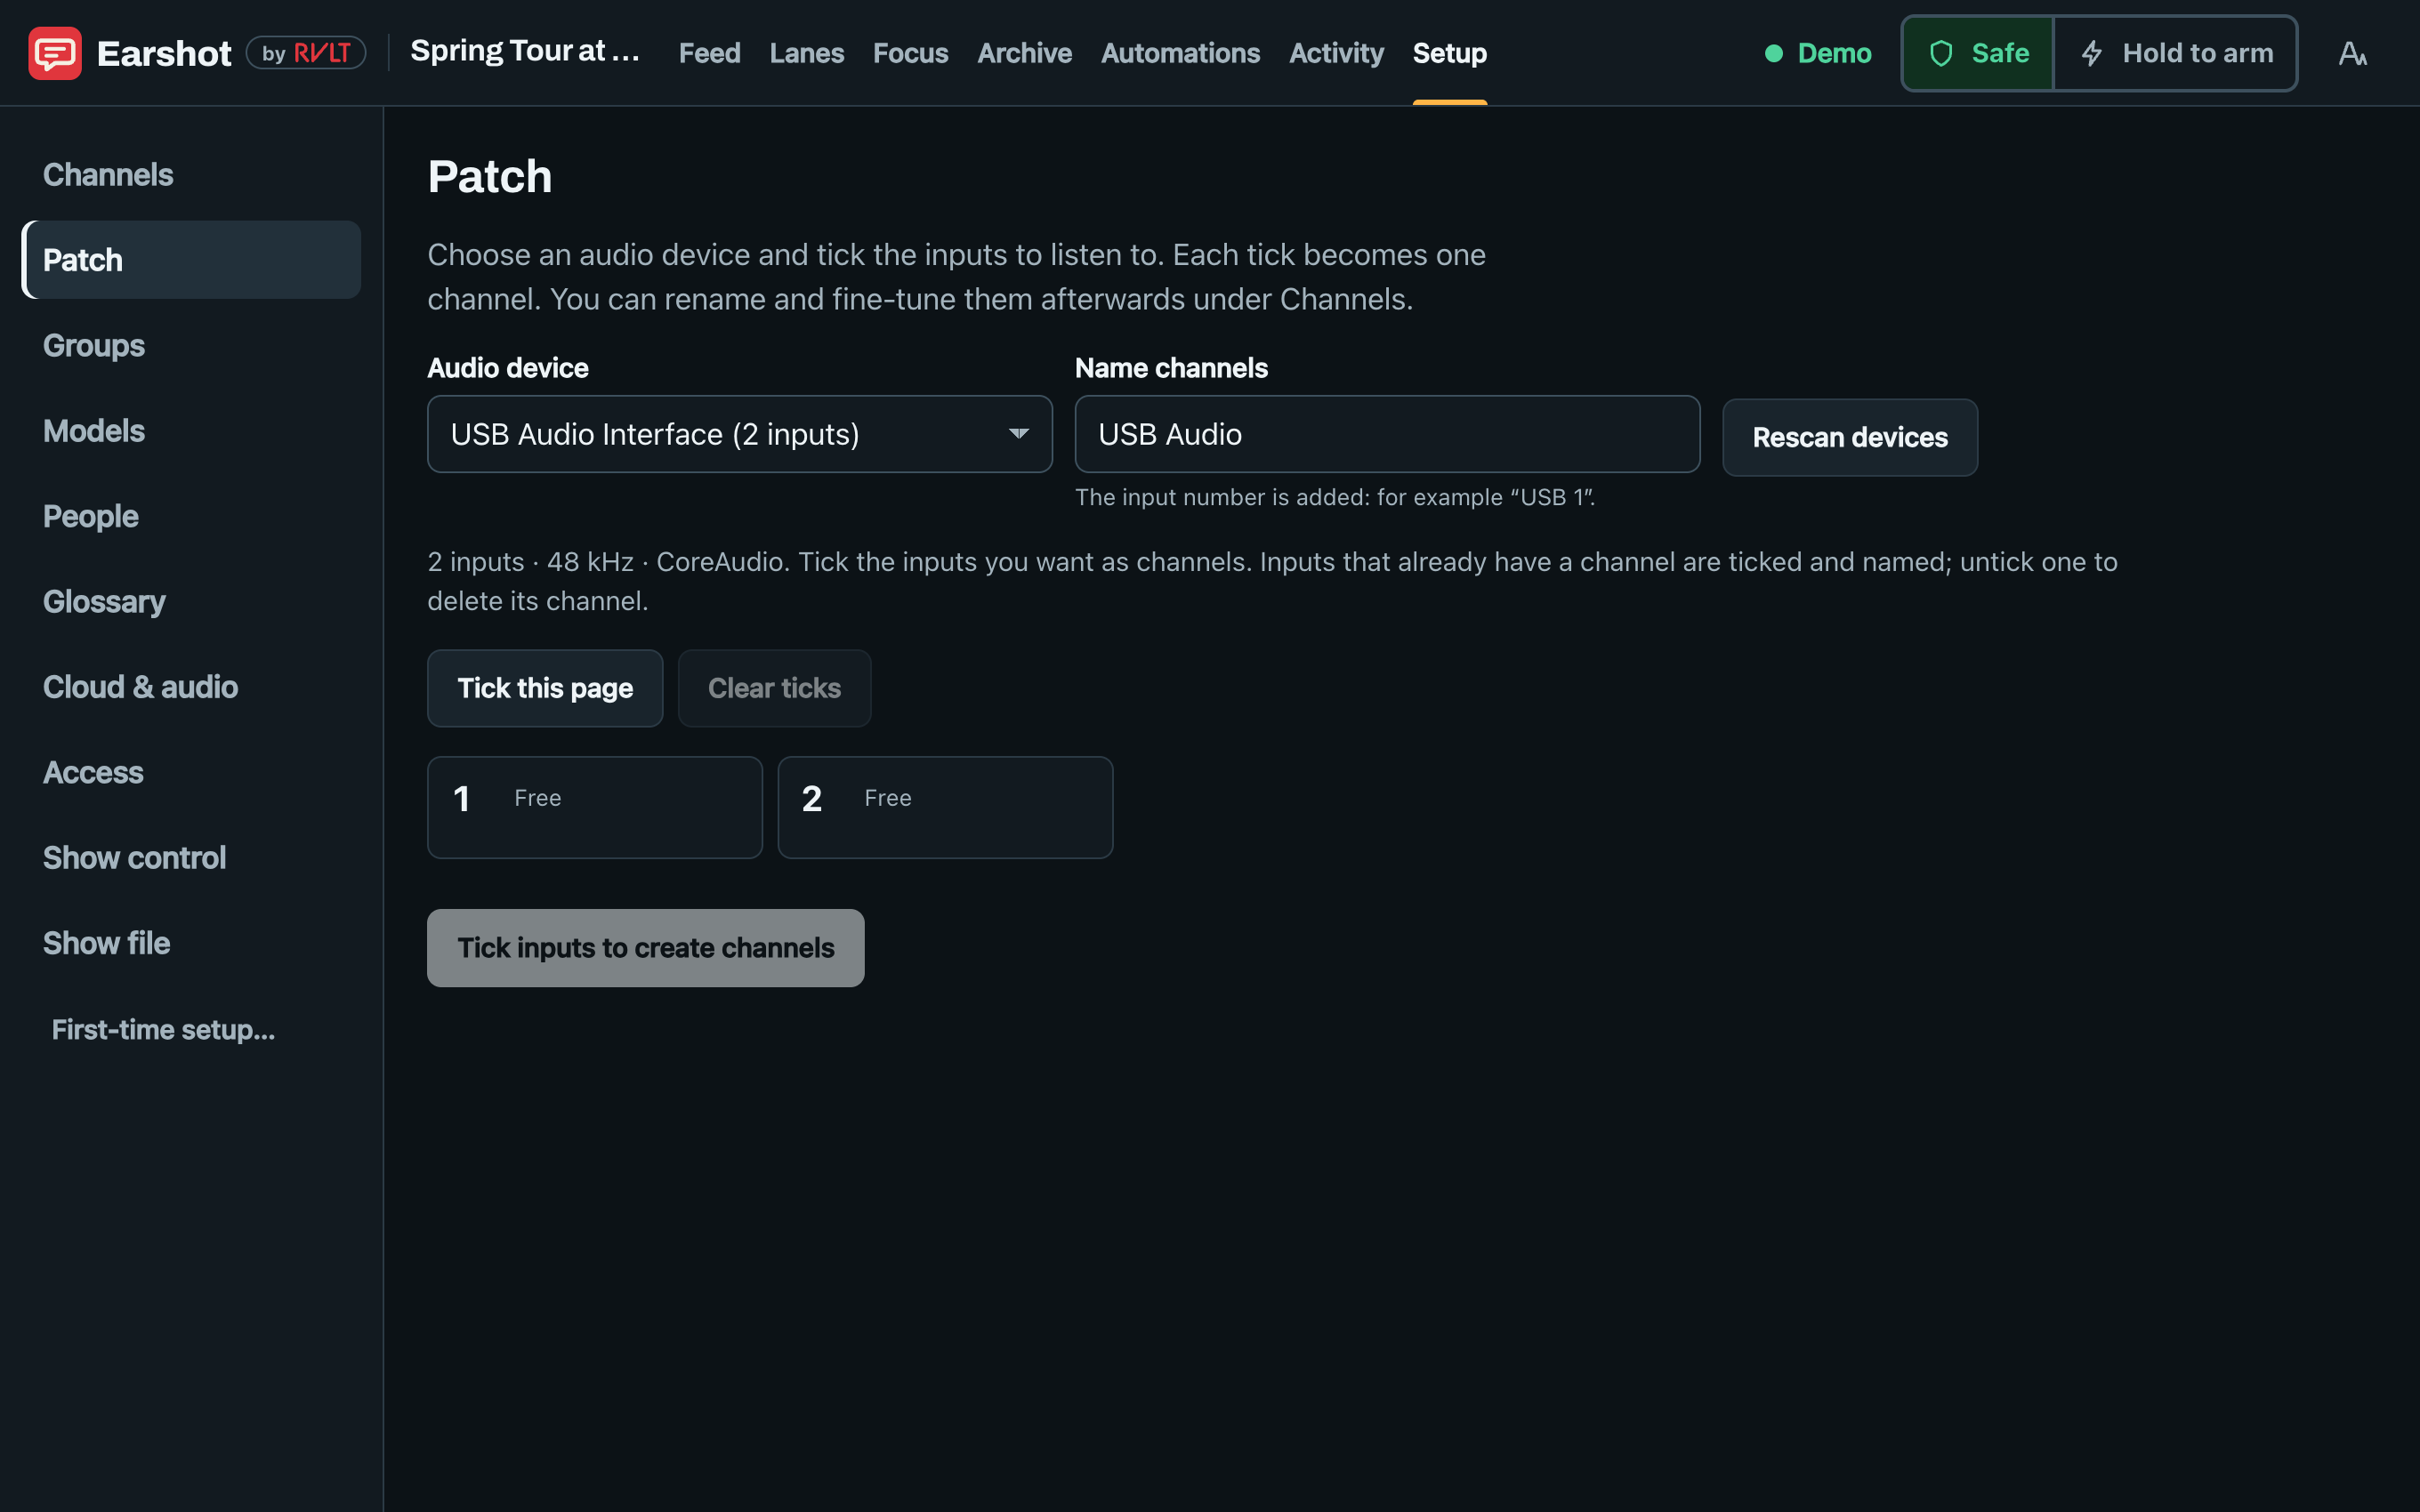 Earshot by RVLT Spring Tour at ... Feed Lanes Focus Archive Automations Activity Setup Demo Safe Hold to arm
Channels
Patch
Groups
Models
People
Glossary
Cloud & audio
Access
Show control
Show file
First-time setup...
Patch
Choose an audio device and tick the inputs to listen to. Each tick becomes one
channel. You can rename and fine-tune them afterwards under Channels.
Audio device
USB Audio Interface (2 inputs)
Name channels
USB Audio
The input number is added: for example “USB 1”.
Rescan devices
2 inputs · 48 kHz · CoreAudio. Tick the inputs you want as channels. Inputs that already have a channel are ticked and named; untick one to
delete its channel.
Tick this page Clear ticks
1 Free 2 Free
Tick inputs to create channels